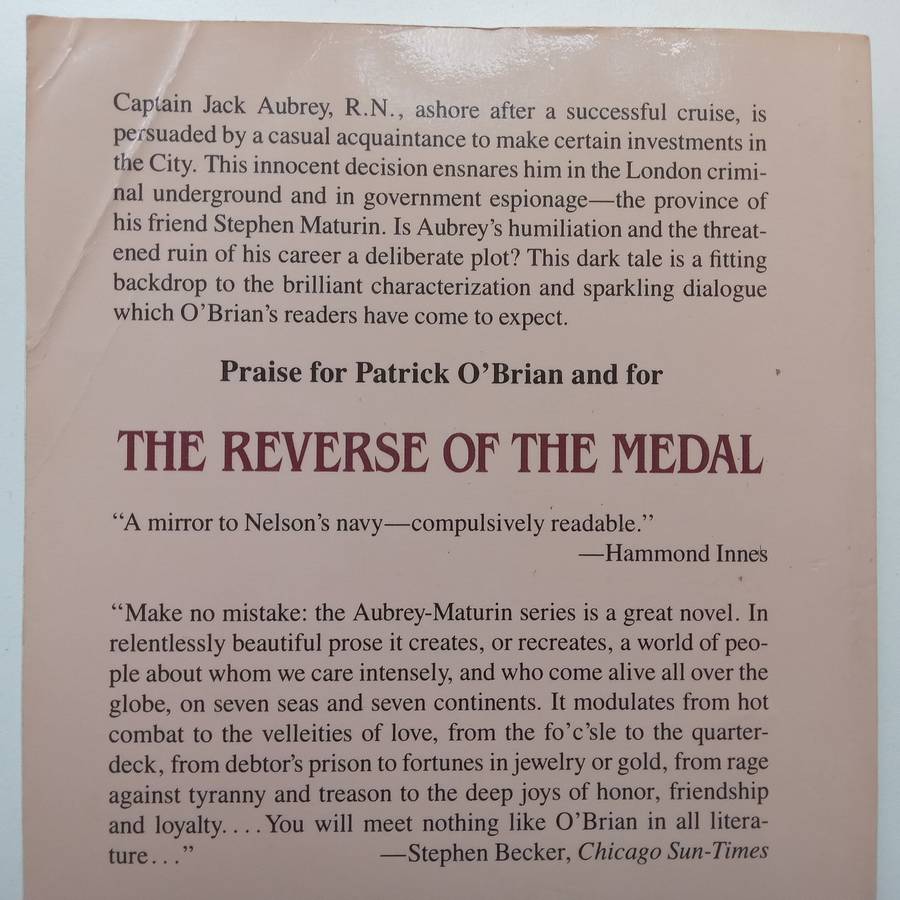 Captain Jack Aubrey, R.N., ashore after a successful cruise, is
persuaded by a casual acquaintance to make certain investments in
the City. This innocent decision ensnares him in the London crimi-
nal underground and in government espionage—the province of
his friend Stephen Maturin. Is Aubrey's humiliation and the threat-
ened ruin of his career a deliberate plot? This dark tale is a fitting
backdrop to the brilliant characterization and sparkling dialogue
which O'Brian's readers have come to expect.
Praise for Patrick O'Brian and for
THE REVERSE OF THE MEDAL
“A mirror to Nelson's navy—compulsively readable.”
—Hammond Innes
“Make no mistake: the Aubrey-Maturin series is a great novel. In
relentlessly beautiful prose it creates, or recreates, a world of peo-
ple about whom we care intensely, and who come alive all over the
globe, on seven seas and seven continents. It modulates from hot
combat to the velleities of love, from the fo'c'sle to the quarter-
deck, from debtor's prison to fortunes in jewelry or gold, from rage
against tyranny and treason to the deep joys of honor, friendship
and loyalty. . . . You will meet nothing like O'Brian in all litera-
ture . . .” —Stephen Becker, Chicago Sun-Times